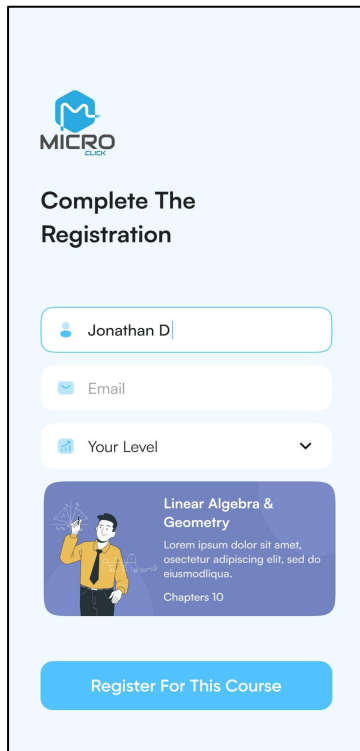 MICRO
.CLICK
Complete The
Registration
Jonathan D
Email
Your Level
Linear Algebra &
Geometry
Lorem ipsum dolor sit amet,
osectetur adipiscing elit, sed do
eiusmodliqua.
Chapters 10
Register For This Course